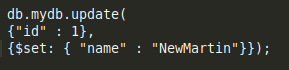 db.mydb.update(
{"id" : 1},
{$set: { "name" : "NewMartin"}});